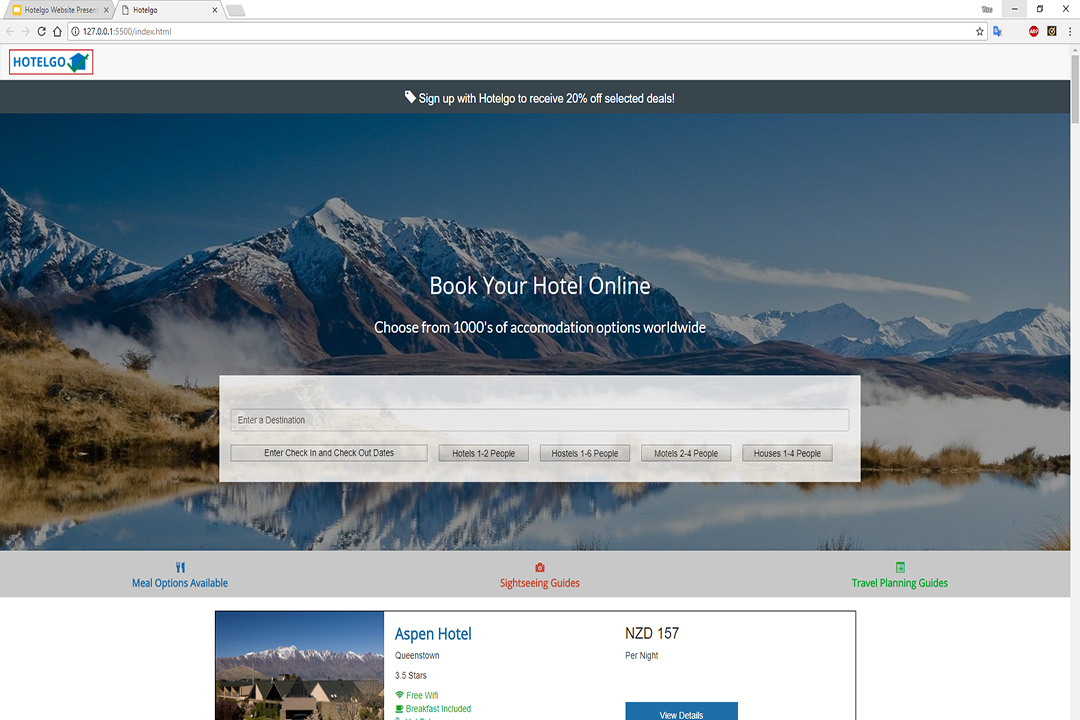 Hotelgo Website Present
Hotelgo
127.0.0.1:5500/index.html
HOTELGO
Sign up with Hotelgo to receive 20% off selected deals!
Book Your Hotel Online
Choose from 1000's of accomodation options worldwide
Enter a Destination
Enter Check In and Check Out Dates
Hotels 1-2 People
Hostels 1-6 People
Motels 2-4 People
Houses 1-4 People
Meal Options Available
Sightseeing Guides
Travel Planning Guides
Aspen Hotel
NZD 157
Queenstown
Per Night
3.5 Stars
Free Wifi
Breakfast Included
View Details